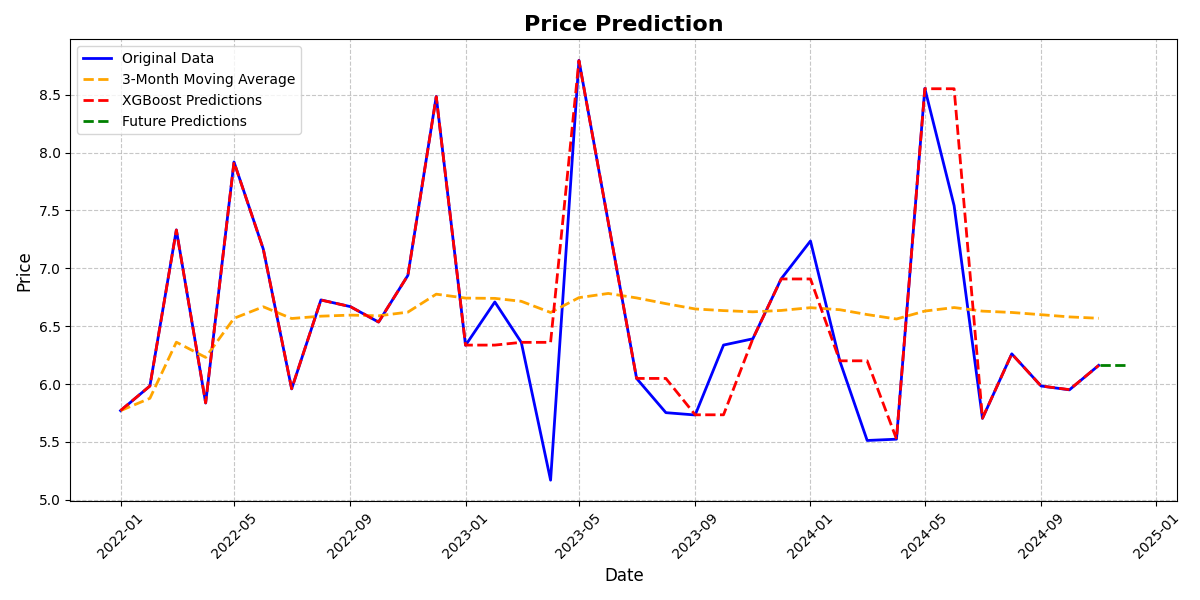 Price Prediction
Original Data
3-Month Moving Average
XGBoost Predictions
Future Predictions
Price
8.5
8.0
7.5
7.0
6.5
6.0
5.5
5.0
2022-01
2022-05
2022-09
2023-01
2023-05
2023-09
2024-01
2024-05
2024-09
2025-01
Date